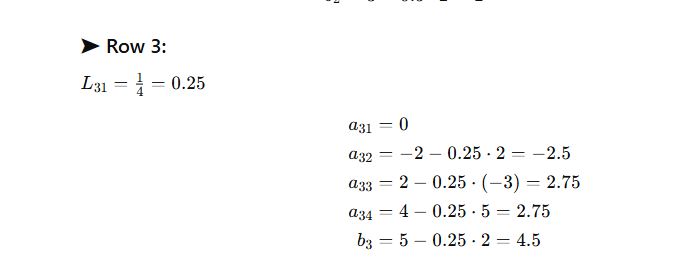 ➤ Row 3:
L₃₁ = 1/4 = 0.25
a₃₁ = 0
a₃₂ = −2 − 0.25 · 2 = −2.5
a₃₃ = 2 − 0.25 · (−3) = 2.75
a₃₄ = 4 − 0.25 · 5 = 2.75
b₃ = 5 − 0.25 · 2 = 4.5